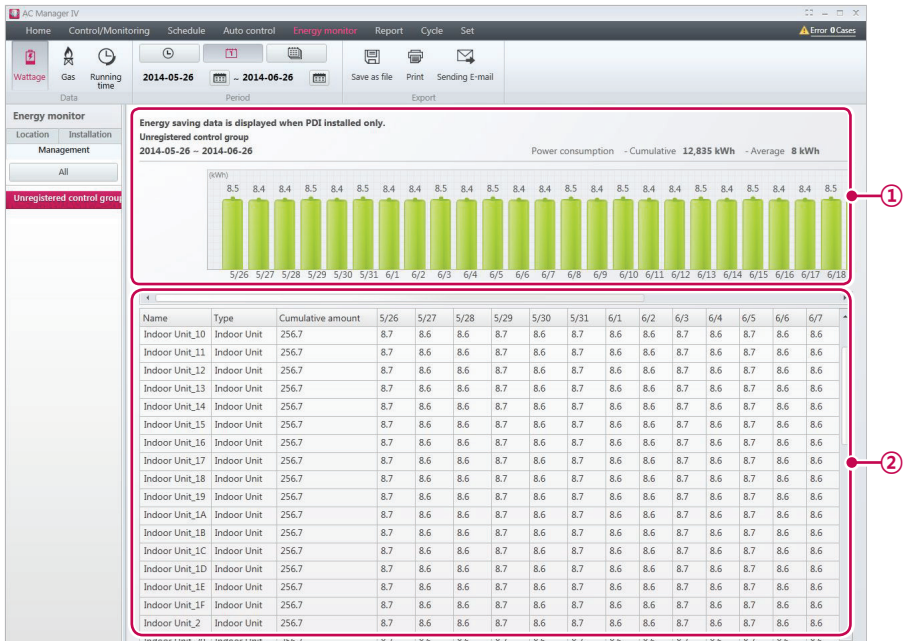 AC Manager IV
Home Control/Monitoring Schedule Auto control Energy monitor Report Cycle Set Error 0 Cases
Wattage Gas Running time 2014-05-26 ~ 2014-06-26 Save as file Print Sending E-mail
Data Period Export
Energy monitor
Location Installation
Management
All
Unregistered control group
Energy saving data is displayed when PDI installed only.
Unregistered control group
2014-05-26 ~ 2014-06-26 Power consumption - Cumulative 12,835 kWh - Average 8 kWh
(kWh)
8.5 8.4 8.4 8.5 8.4 8.4 8.5 8.4 8.4 8.5 8.4 8.5 8.4 8.4 8.5 8.4 8.4 8.5 8.4 8.5 8.4 8.4 8.5
5/26 5/27 5/28 5/29 5/30 5/31 6/1 6/2 6/3 6/4 6/5 6/6 6/7 6/8 6/9 6/10 6/11 6/12 6/13 6/14 6/15 6/16 6/17 6/18
①
Name Type Cumulative amount 5/26 5/27 5/28 5/29 5/30 5/31 6/1 6/2 6/3 6/4 6/5 6/6 6/7
Indoor Unit_10 Indoor Unit 256.7 8.7 8.6 8.6 8.7 8.6 8.7 8.6 8.6 8.7 8.6 8.7 8.6 8.6
Indoor Unit_11 Indoor Unit 256.7 8.7 8.6 8.6 8.7 8.6 8.7 8.6 8.6 8.7 8.6 8.7 8.6 8.6
Indoor Unit_12 Indoor Unit 256.7 8.7 8.6 8.6 8.7 8.6 8.7 8.6 8.6 8.7 8.6 8.7 8.6 8.6
Indoor Unit_13 Indoor Unit 256.7 8.7 8.6 8.6 8.7 8.6 8.7 8.6 8.6 8.7 8.6 8.7 8.6 8.6
Indoor Unit_14 Indoor Unit 256.7 8.7 8.6 8.6 8.7 8.6 8.7 8.6 8.6 8.7 8.6 8.7 8.6 8.6
Indoor Unit_15 Indoor Unit 256.7 8.7 8.6 8.6 8.7 8.6 8.7 8.6 8.6 8.7 8.6 8.7 8.6 8.6
Indoor Unit_16 Indoor Unit 256.7 8.7 8.6 8.6 8.7 8.6 8.7 8.6 8.6 8.7 8.6 8.7 8.6 8.6
Indoor Unit_17 Indoor Unit 256.7 8.7 8.6 8.6 8.7 8.6 8.7 8.6 8.6 8.7 8.6 8.7 8.6 8.6
②
Indoor Unit_18 Indoor Unit 256.7 8.7 8.6 8.6 8.7 8.6 8.7 8.6 8.6 8.7 8.6 8.7 8.6 8.6
Indoor Unit_19 Indoor Unit 256.7 8.7 8.6 8.6 8.7 8.6 8.7 8.6 8.6 8.7 8.6 8.7 8.6 8.6
Indoor Unit_1A Indoor Unit 256.7 8.7 8.6 8.6 8.7 8.6 8.7 8.6 8.6 8.7 8.6 8.7 8.6 8.6
Indoor Unit_1B Indoor Unit 256.7 8.7 8.6 8.6 8.7 8.6 8.7 8.6 8.6 8.7 8.6 8.7 8.6 8.6
Indoor Unit_1C Indoor Unit 256.7 8.7 8.6 8.6 8.7 8.6 8.7 8.6 8.6 8.7 8.6 8.7 8.6 8.6
Indoor Unit_1D Indoor Unit 256.7 8.7 8.6 8.6 8.7 8.6 8.7 8.6 8.6 8.7 8.6 8.7 8.6 8.6
Indoor Unit_1E Indoor Unit 256.7 8.7 8.6 8.6 8.7 8.6 8.7 8.6 8.6 8.7 8.6 8.7 8.6 8.6
Indoor Unit_1F Indoor Unit 256.7 8.7 8.6 8.6 8.7 8.6 8.7 8.6 8.6 8.7 8.6 8.7 8.6 8.6
Indoor Unit_2 Indoor Unit 256.7 8.7 8.6 8.6 8.7 8.6 8.7 8.6 8.6 8.7 8.6 8.7 8.6 8.6